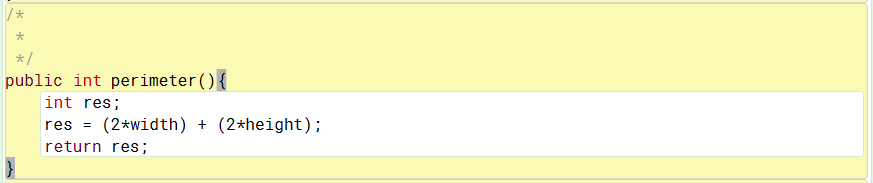 /*
 *
 */
public int perimeter(){
    int res;
    res = (2*width) + (2*height);
    return res;
}